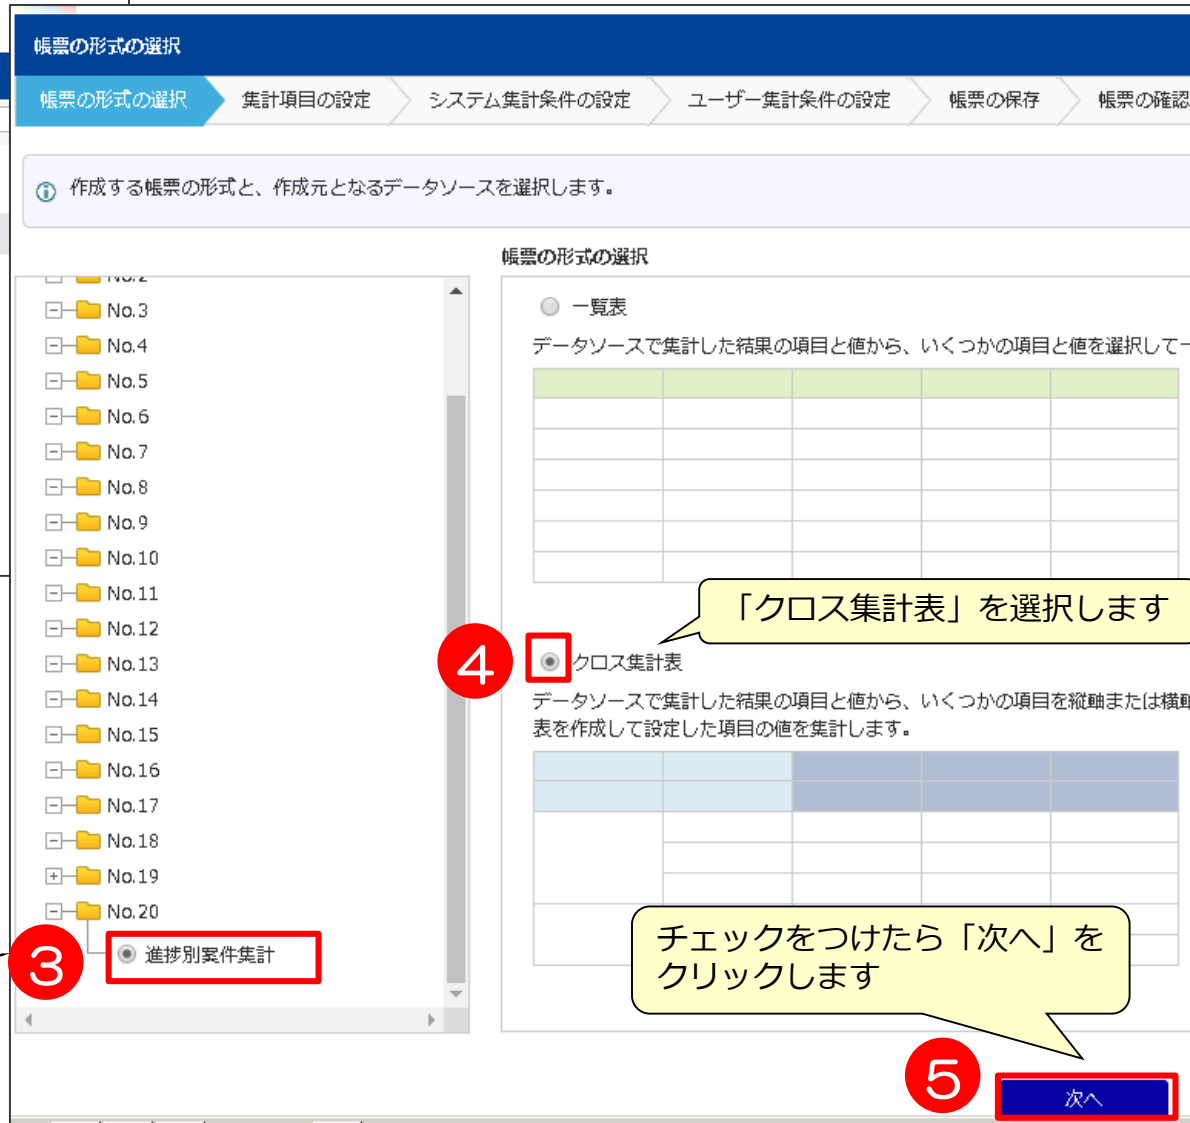 帳票の形式の選択
帳票の形式の選択 集計項目の設定 システム集計条件の設定 ユーザー集計条件の設定 帳票の保存 帳票の確認
作成する帳票の形式と、作成元となるデータソースを選択します。
帳票の形式の選択
No.2
No.3
No.4
No.5
No.6
No.7
No.8
No.9
No.10
No.11
No.12
No.13
No.14
No.15
No.16
No.17
No.18
No.19
No.20
3
進捗別案件集計
一覧表
データソースで集計した結果の項目と値から、いくつかの項目と値を選択して一
「クロス集計表」を選択します
4
クロス集計表
データソースで集計した結果の項目と値から、いくつかの項目を縦軸または横軸
表を作成して設定した項目の値を集計します。
チェックをつけたら「次へ」を
クリックします
5
次へ